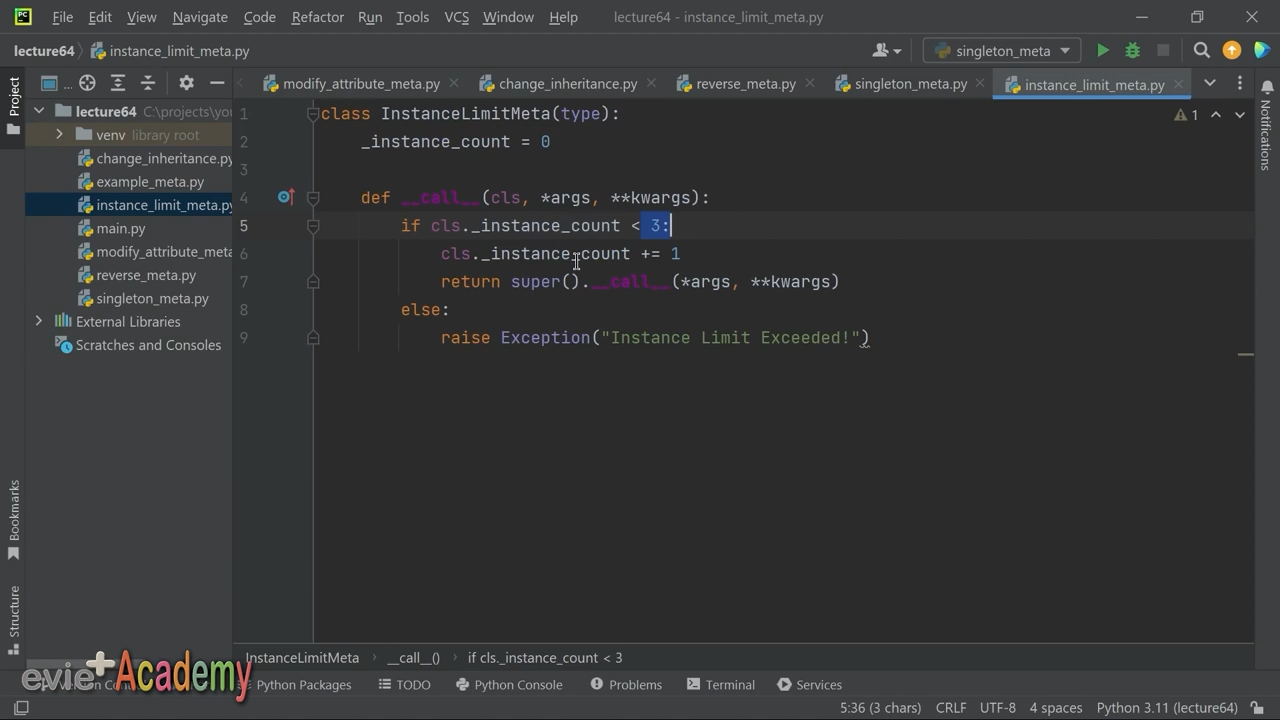 File Edit View Navigate Code Refactor Run Tools VCS Window Help lecture64 - instance_limit_meta.py
lecture64 instance_limit_meta.py singleton_meta
Project
... modify_attribute_meta.py change_inheritance.py reverse_meta.py singleton_meta.py instance_limit_meta.py
lecture64 C:\projects\you
venv library root
change_inheritance.py
example_meta.py
instance_limit_meta.py
main.py
modify_attribute_meta
reverse_meta.py
singleton_meta.py
External Libraries
Scratches and Consoles
1 class InstanceLimitMeta(type):
2 _instance_count = 0
3
4 def __call__(cls, *args, **kwargs):
5 if cls._instance_count < 3:
6 cls._instance_count += 1
7 return super().__call__(*args, **kwargs)
8 else:
9 raise Exception("Instance Limit Exceeded!")
1
Notifications
Bookmarks
Structure
InstanceLimitMeta __call__() if cls._instance_count < 3
evie+Academy
Python Packages TODO Python Console Problems Terminal Services
5:36 (3 chars) CRLF UTF-8 4 spaces Python 3.11 (lecture64)